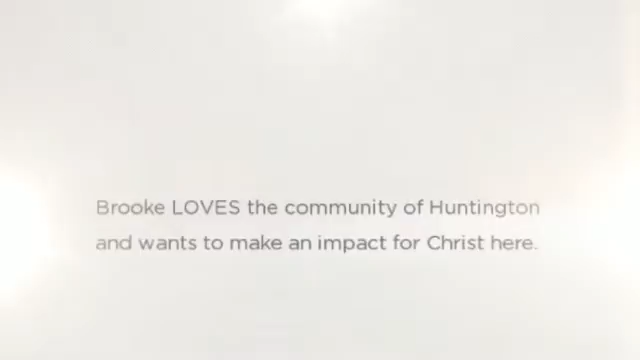 Brooke LOVES the community of Huntington
and wants to make an impact for Christ here.